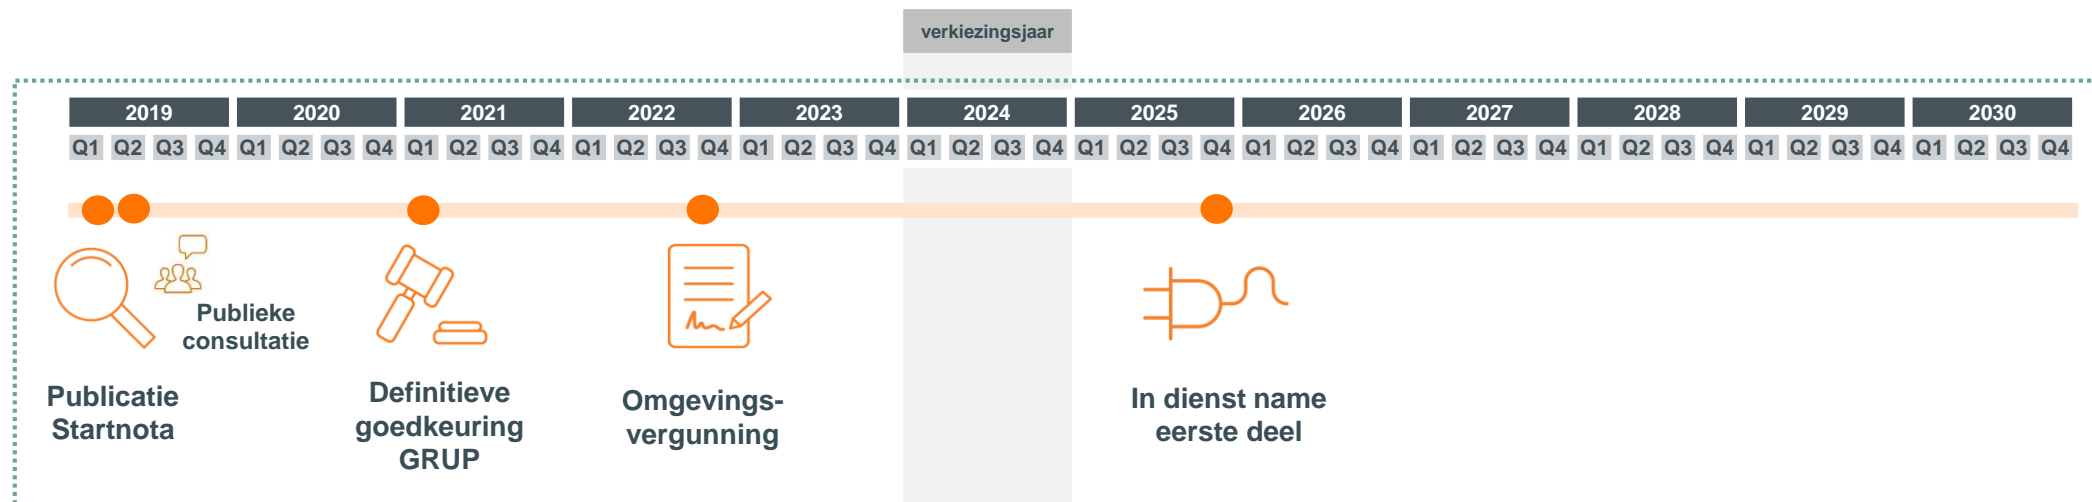 verkiezingsjaar
2019 2020 2021 2022 2023 2024 2025 2026 2027 2028 2029 2030
Q1 Q2 Q3 Q4 Q1 Q2 Q3 Q4 Q1 Q2 Q3 Q4 Q1 Q2 Q3 Q4 Q1 Q2 Q3 Q4 Q1 Q2 Q3 Q4 Q1 Q2 Q3 Q4 Q1 Q2 Q3 Q4 Q1 Q2 Q3 Q4 Q1 Q2 Q3 Q4 Q1 Q2 Q3 Q4 Q1 Q2 Q3 Q4
Publieke
consultatie
Publicatie
Startnota
Definitieve
goedkeuring
GRUP
Omgevings-
vergunning
In dienst name
eerste deel